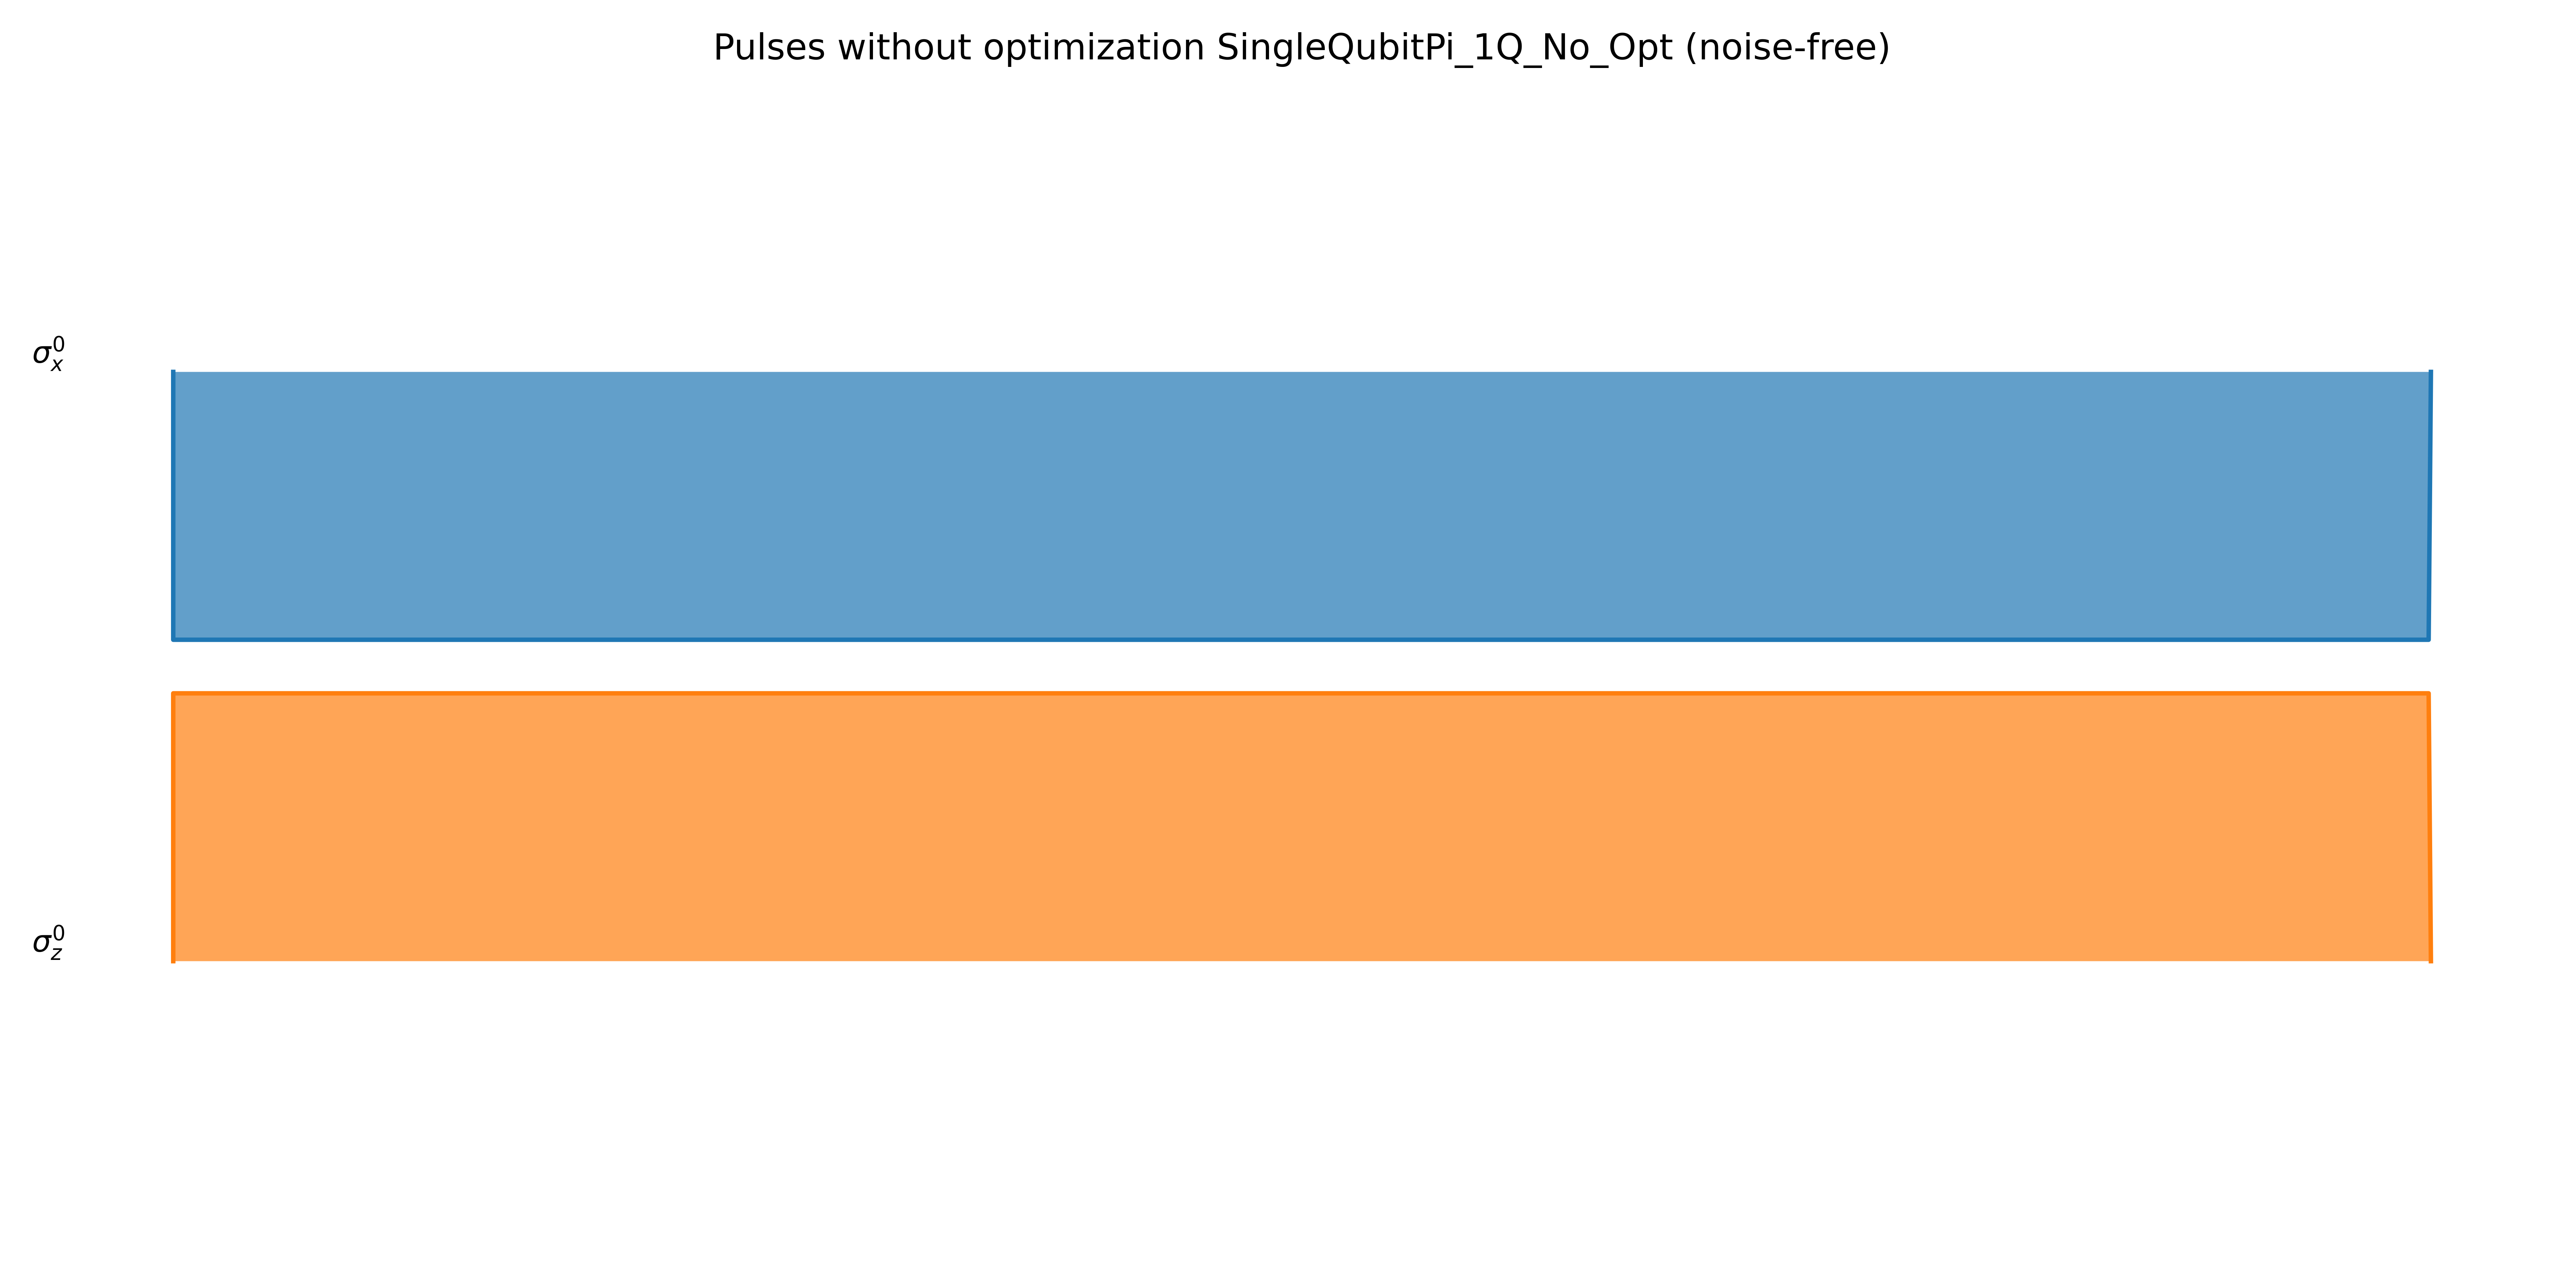 Pulses without optimization SingleQubitPi_1Q_No_Opt (noise-free)
σ_x^0
σ_z^0